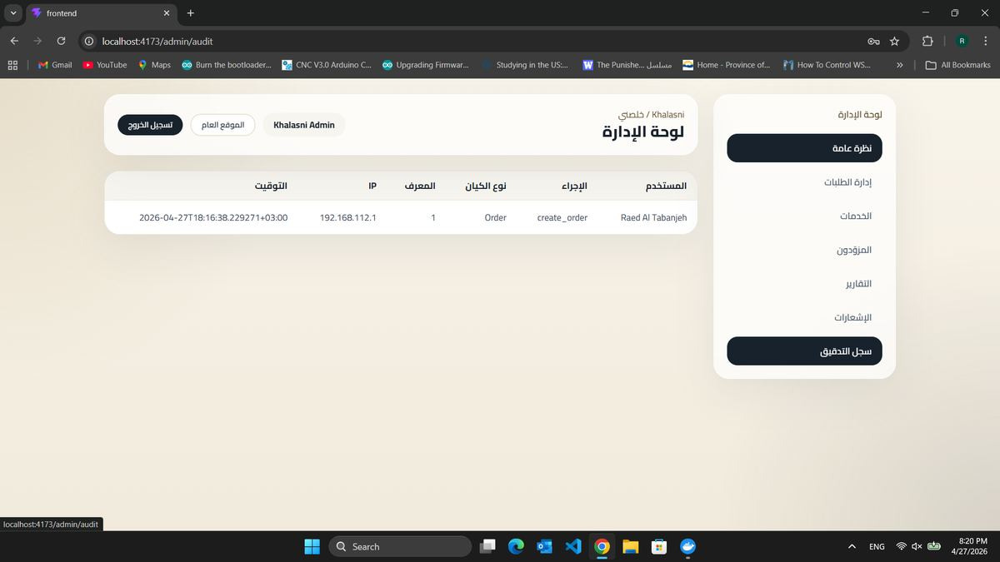 frontend
localhost:4173/admin/audit
R
Gmail
YouTube
Maps
Burn the bootloader...
CNC V3.0 Arduino C...
Upgrading Firmwar...
Studying in the US:...
The Punishe... مسلسل
Home - Province of...
How To Control WS...
All Bookmarks
لوحة الإدارة
نظرة عامة
إدارة الطلبات
الخدمات
المزوّدون
التقارير
الإشعارات
سجل التدقيق
خلصني / Khalasni
لوحة الإدارة
Khalasni Admin
الموقع العام
تسجيل الخروج
المستخدم الإجراء نوع الكيان المعرف IP التوقيت
Raed Al Tabanjeh create_order Order 1 192.168.112.1 2026-04-27T18:16:38.229271+03:00
localhost:4173/admin/audit
Search
ENG
8:20 PM
4/27/2026